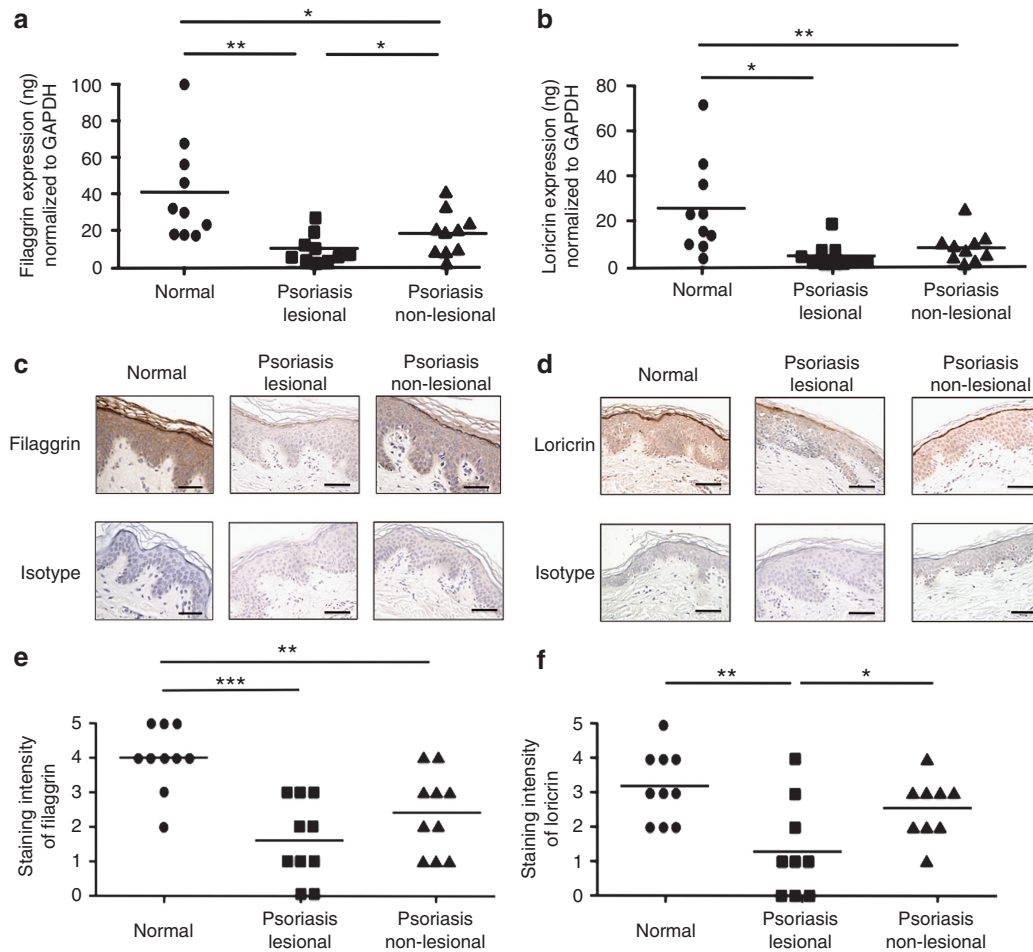 a
*
**
*
Filaggrin expression (ng)
normalized to GAPDH
100
80
60
40
20
0
Normal
Psoriasis
lesional
Psoriasis
non-lesional
b
**
*
Loricrin expression (ng)
normalized to GAPDH
80
60
40
20
0
Normal
Psoriasis
lesional
Psoriasis
non-lesional
c
Normal
Psoriasis
lesional
Psoriasis
non-lesional
Filaggrin
Isotype
d
Normal
Psoriasis
lesional
Psoriasis
non-lesional
Loricrin
Isotype
e
**
***
Staining intensity
of filaggrin
5
4
3
2
1
0
Normal
Psoriasis
lesional
Psoriasis
non-lesional
f
**
*
Staining intensity
of loricrin
5
4
3
2
1
0
Normal
Psoriasis
lesional
Psoriasis
non-lesional